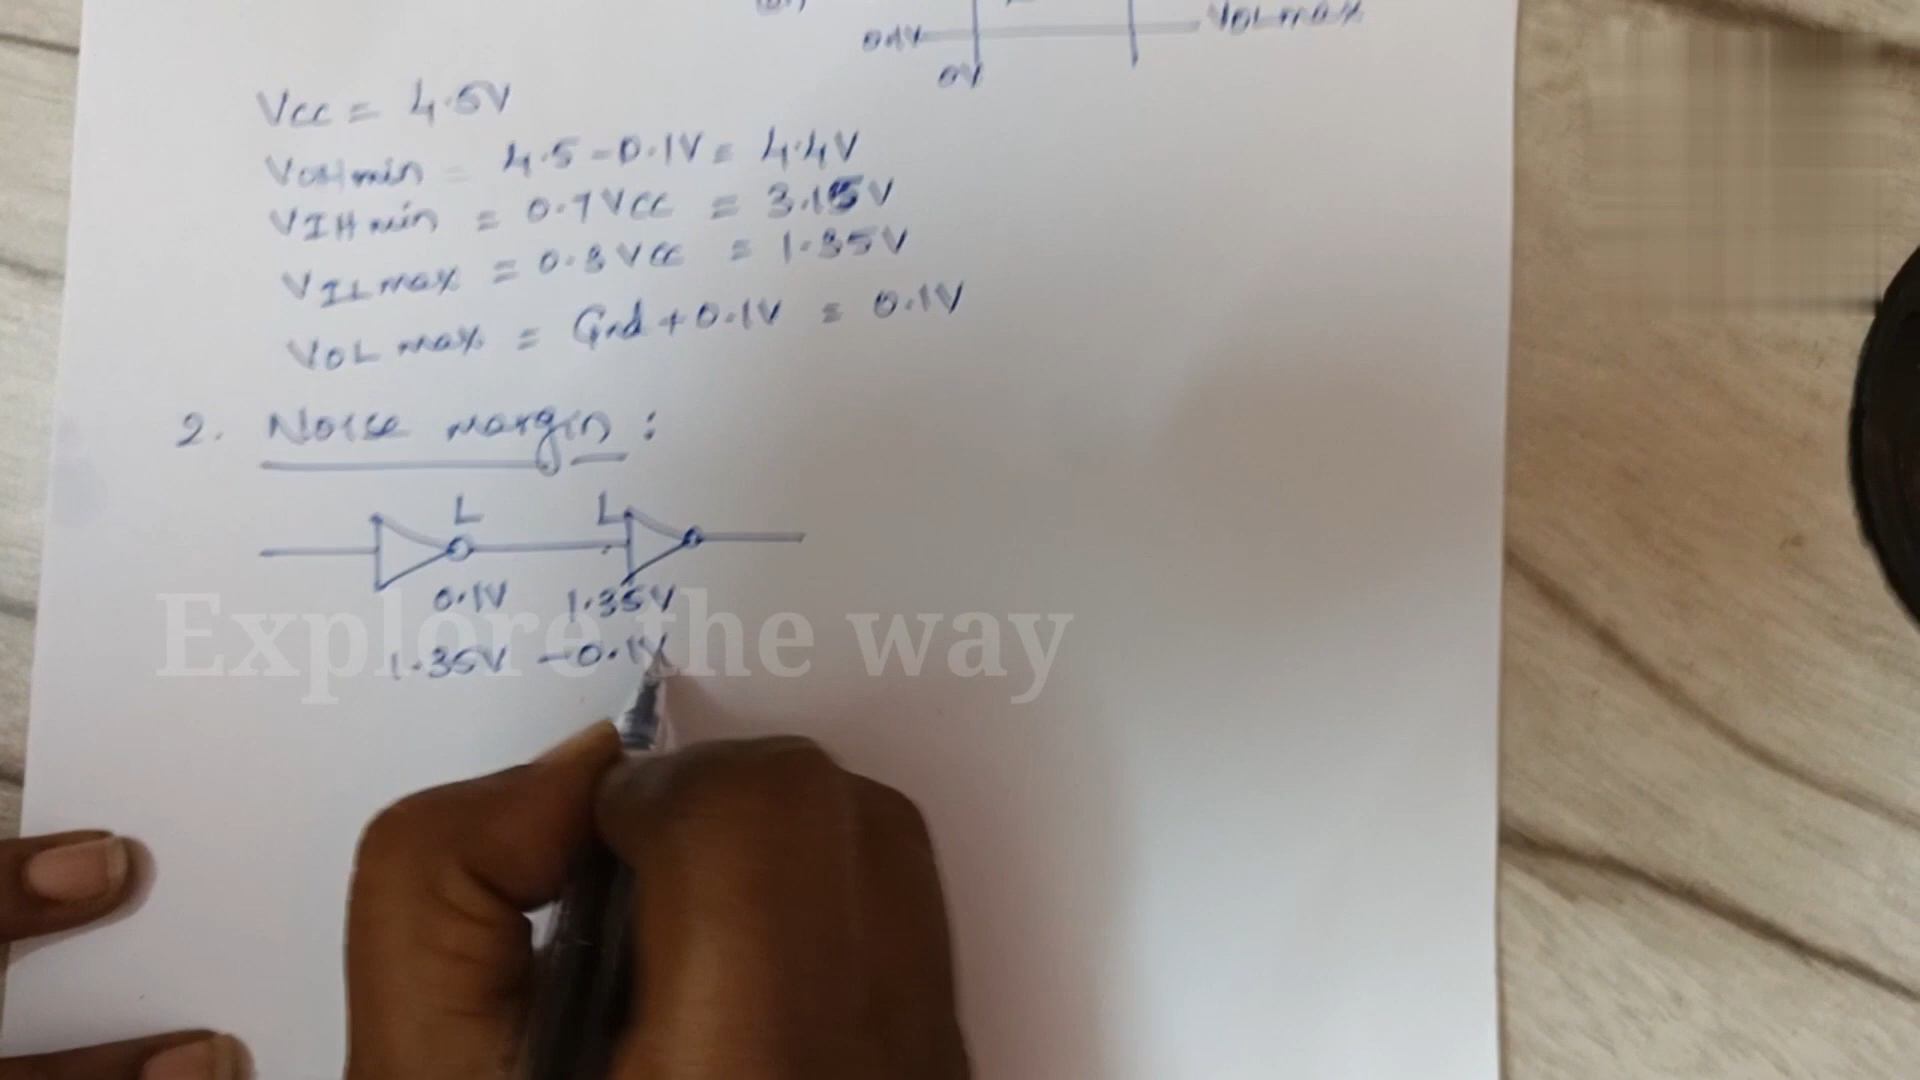 0.1V VOLmax
0V
Vcc = 4.5V
VOHmin = 4.5-0.1V = 4.4V
VIHmin = 0.7Vcc = 3.15V
VILmax = 0.3Vcc = 1.35V
VOLmax = Gnd+0.1V = 0.1V
2. Noise margin :
L L
0.1V 1.35V
1.35V -0.1V
Explore the way